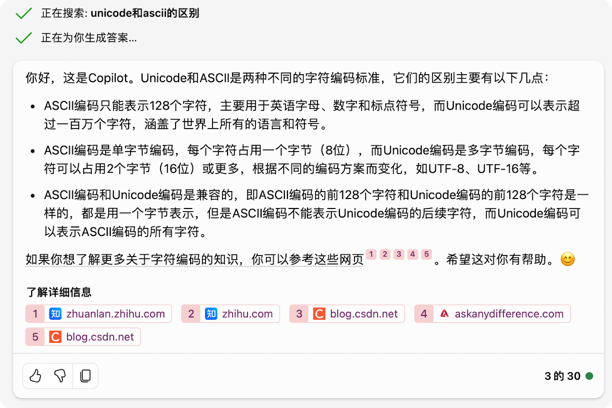 正在搜索: unicode和ascii的区别
正在为你生成答案...
你好，这是Copilot。Unicode和ASCII是两种不同的字符编码标准，它们的区别主要有以下几点：
• ASCII编码只能表示128个字符，主要用于英语字母、数字和标点符号，而Unicode编码可以表示超
过一百万个字符，涵盖了世界上所有的语言和符号。
• ASCII编码是单字节编码，每个字符占用一个字节（8位），而Unicode编码是多字节编码，每个字
符可以占用2个字节（16位）或更多，根据不同的编码方案而变化，如UTF-8、UTF-16等。
• ASCII编码和Unicode编码是兼容的，即ASCII编码的前128个字符和Unicode编码的前128个字符是一
样的，都是用一个字节表示，但是ASCII编码不能表示Unicode编码的后续字符，而Unicode编码可
以表示ASCII编码的所有字符。
如果你想了解更多关于字符编码的知识，你可以参考这些网页 1 2 3 4 5 。希望这对你有帮助。😊
了解详细信息
1 知 zhuanlan.zhihu.com 2 知 zhihu.com 3 C blog.csdn.net 4 askanydifference.com
5 C blog.csdn.net
3 的 30